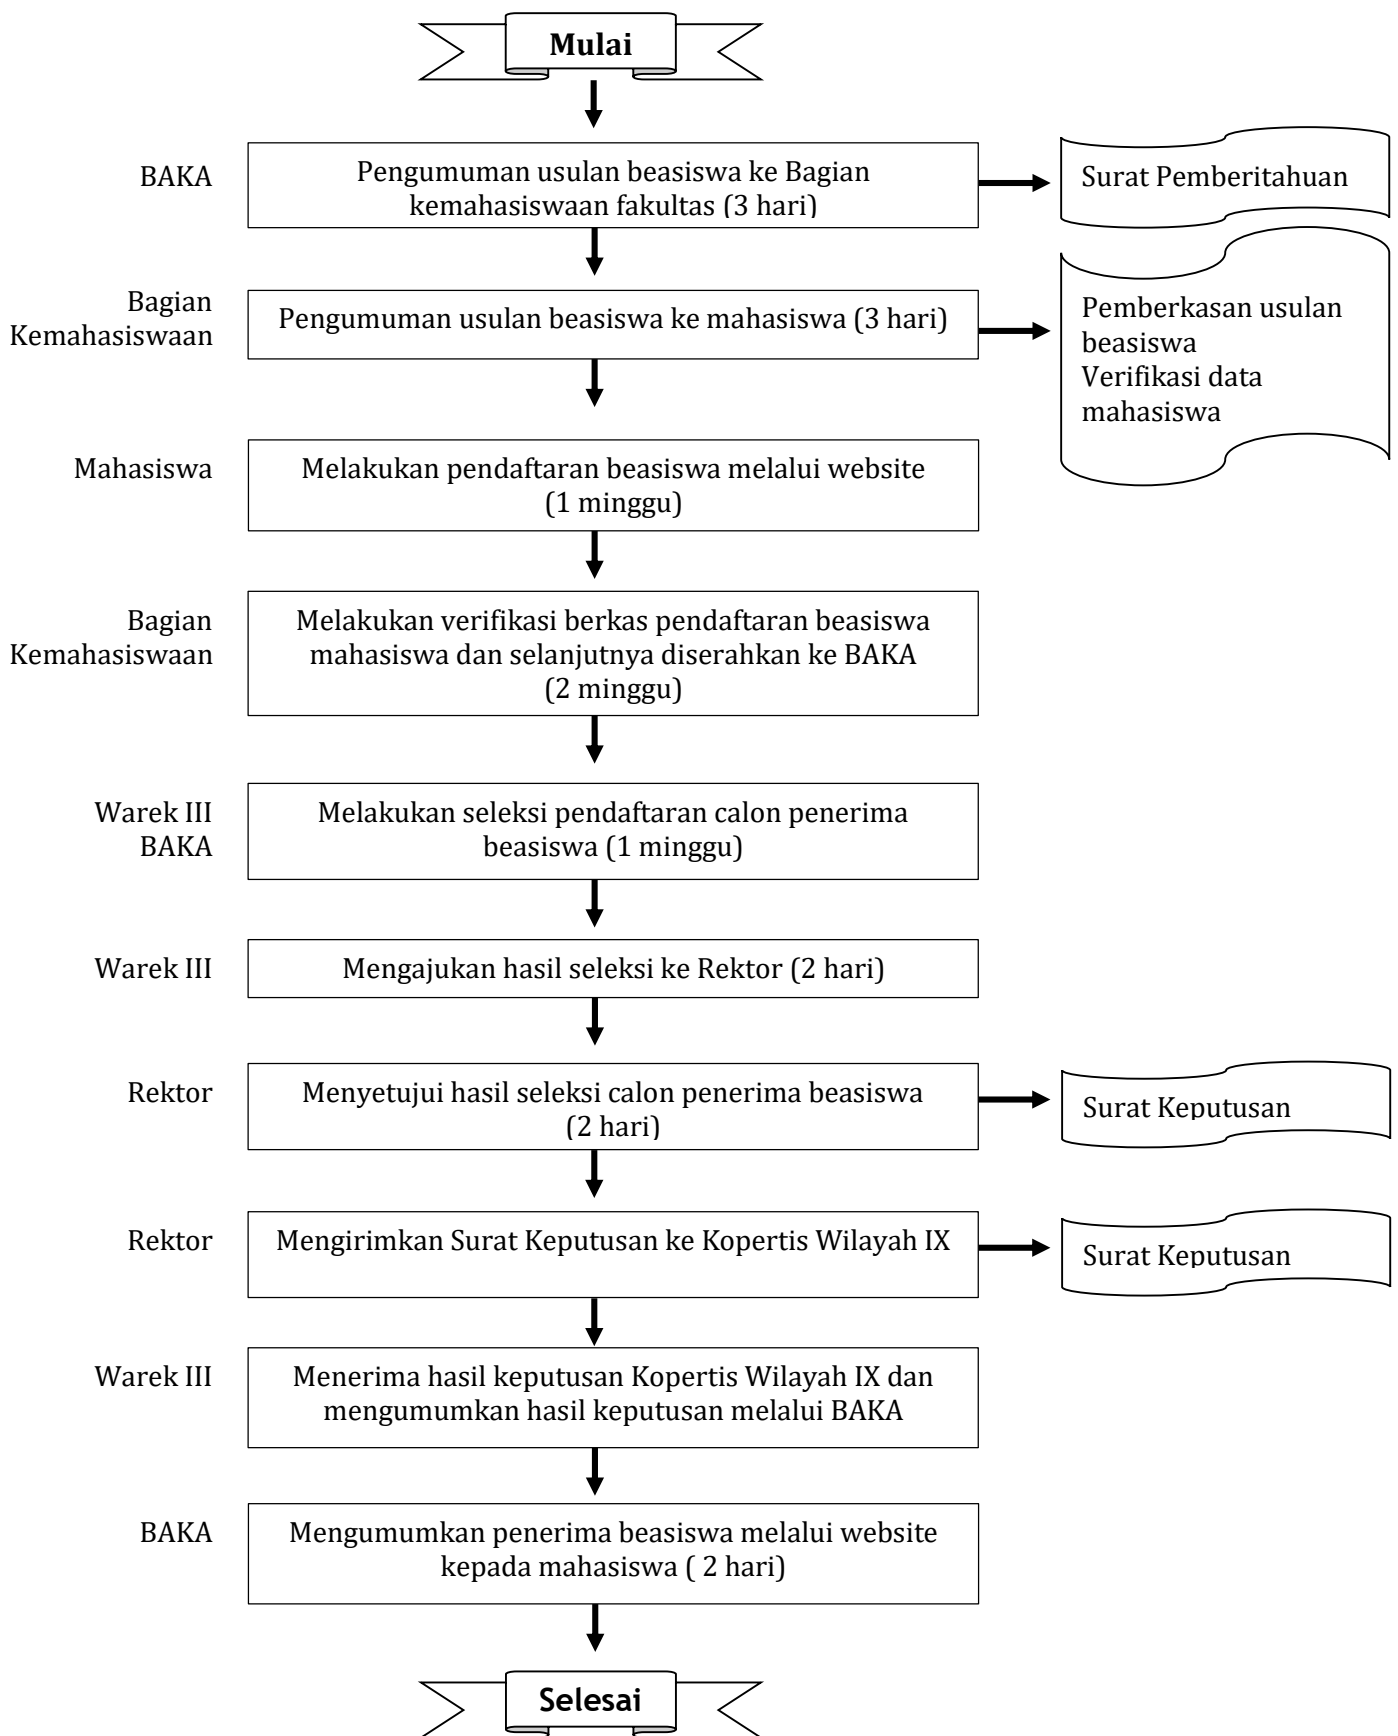 Mulai
BAKA
Pengumuman usulan beasiswa ke Bagian
kemahasiswaan fakultas (3 hari)
Surat Pemberitahuan
Bagian
Kemahasiswaan
Pengumuman usulan beasiswa ke mahasiswa (3 hari)
Pemberkasan usulan
beasiswa
Verifikasi data
mahasiswa
Mahasiswa
Melakukan pendaftaran beasiswa melalui website
(1 minggu)
Bagian
Kemahasiswaan
Melakukan verifikasi berkas pendaftaran beasiswa
mahasiswa dan selanjutnya diserahkan ke BAKA
(2 minggu)
Warek III
BAKA
Melakukan seleksi pendaftaran calon penerima
beasiswa (1 minggu)
Warek III
Mengajukan hasil seleksi ke Rektor (2 hari)
Rektor
Menyetujui hasil seleksi calon penerima beasiswa
(2 hari)
Surat Keputusan
Rektor
Mengirimkan Surat Keputusan ke Kopertis Wilayah IX
Surat Keputusan
Warek III
Menerima hasil keputusan Kopertis Wilayah IX dan
mengumumkan hasil keputusan melalui BAKA
BAKA
Mengumumkan penerima beasiswa melalui website
kepada mahasiswa ( 2 hari)
Selesai